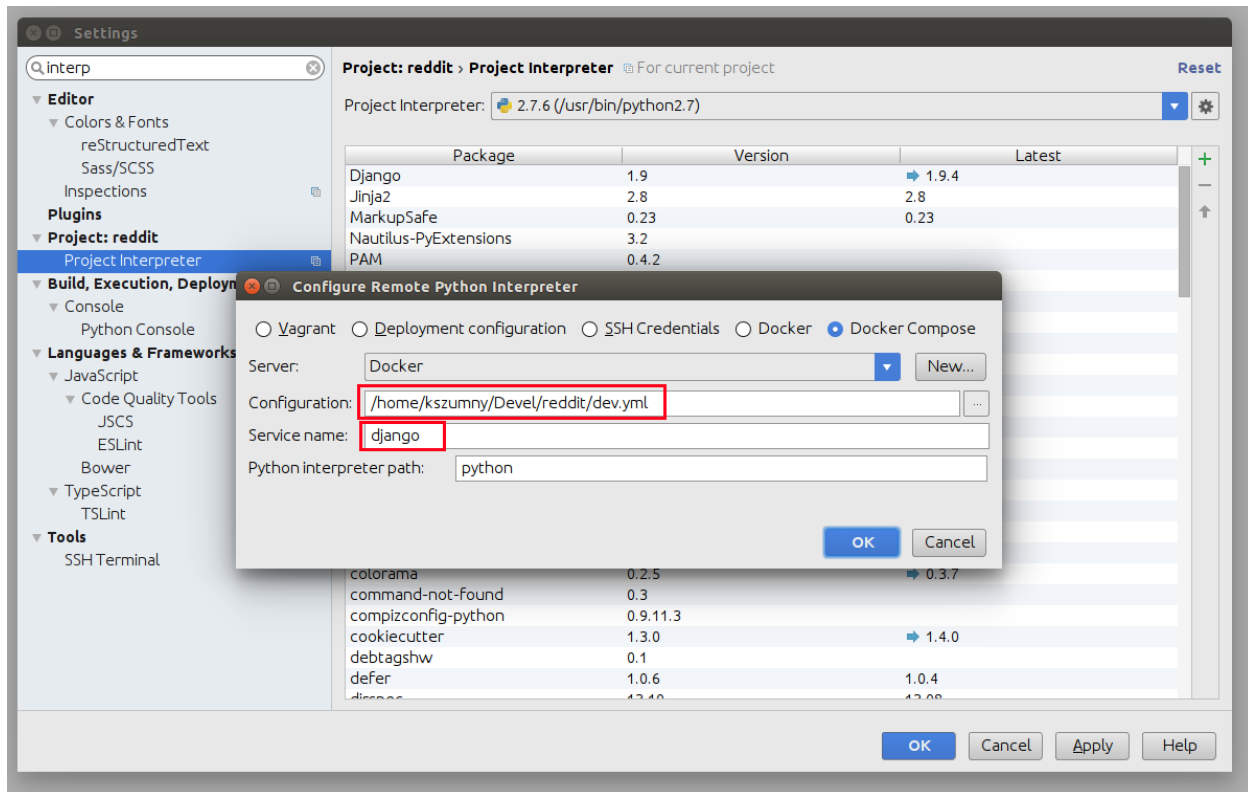 Settings
interp
Editor
Colors & Fonts
reStructuredText
Sass/SCSS
Inspections
Plugins
Project: reddit
Project Interpreter
Build, Execution, Deploym
Console
Python Console
Languages & Frameworks
JavaScript
Code Quality Tools
JSCS
ESLint
Bower
TypeScript
TSLint
Tools
SSH Terminal
Project: reddit › Project Interpreter For current project Reset
Project Interpreter: 2.7.6 (/usr/bin/python2.7)
Package Version Latest
Django 1.9 1.9.4
Jinja2 2.8 2.8
MarkupSafe 0.23 0.23
Nautilus-PyExtensions 3.2
PAM 0.4.2
Configure Remote Python Interpreter
Vagrant Deployment configuration SSH Credentials Docker Docker Compose
Server: Docker New...
Configuration: /home/kszumny/Devel/reddit/dev.yml ...
Service name: django
Python interpreter path: python
OK Cancel
colorama 0.2.5 0.3.7
command-not-found 0.3
compizconfig-python 0.9.11.3
cookiecutter 1.3.0 1.4.0
debtagshw 0.1
defer 1.0.6 1.0.4
OK Cancel Apply Help